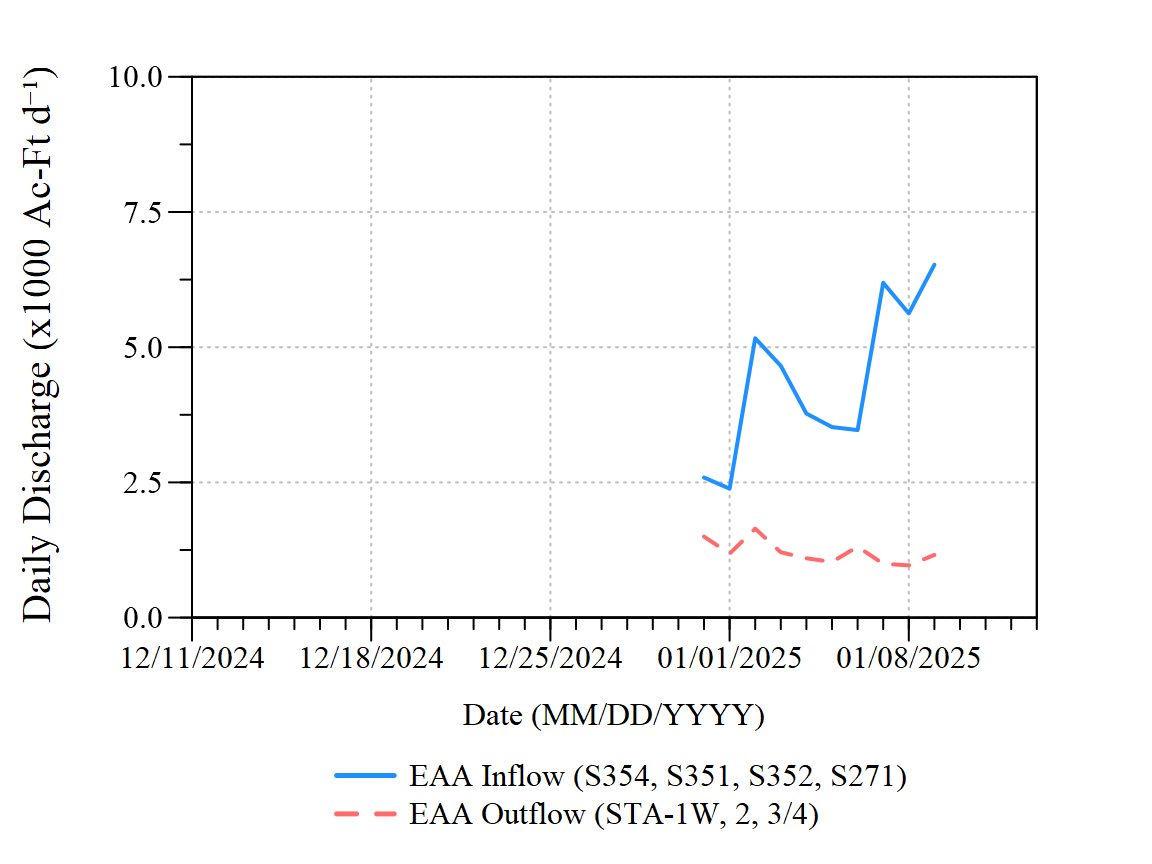 Daily Discharge (x1000 Ac-Ft d⁻¹)
10.0
7.5
5.0
2.5
0.0
12/11/2024 12/18/2024 12/25/2024 01/01/2025 01/08/2025
Date (MM/DD/YYYY)
EAA Inflow (S354, S351, S352, S271)
EAA Outflow (STA-1W, 2, 3/4)